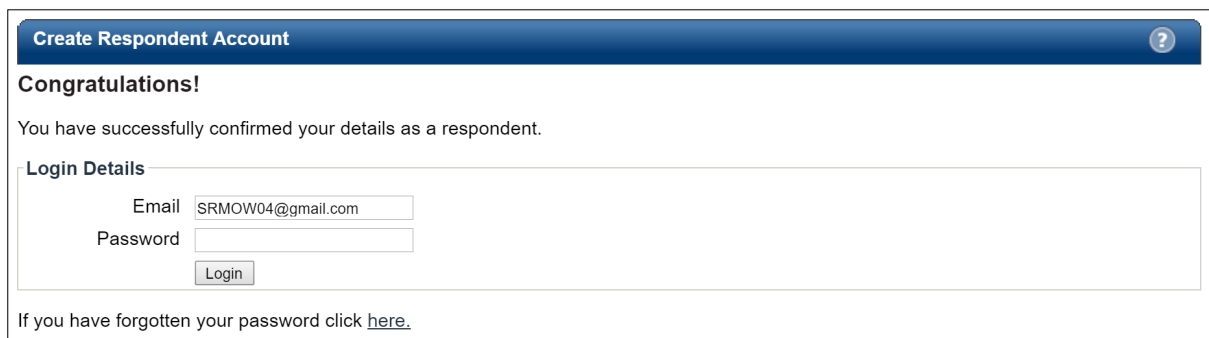 Create Respondent Account
?
Congratulations!
You have successfully confirmed your details as a respondent.
Login Details
Email SRMOW04@gmail.com
Password
Login
If you have forgotten your password click here.